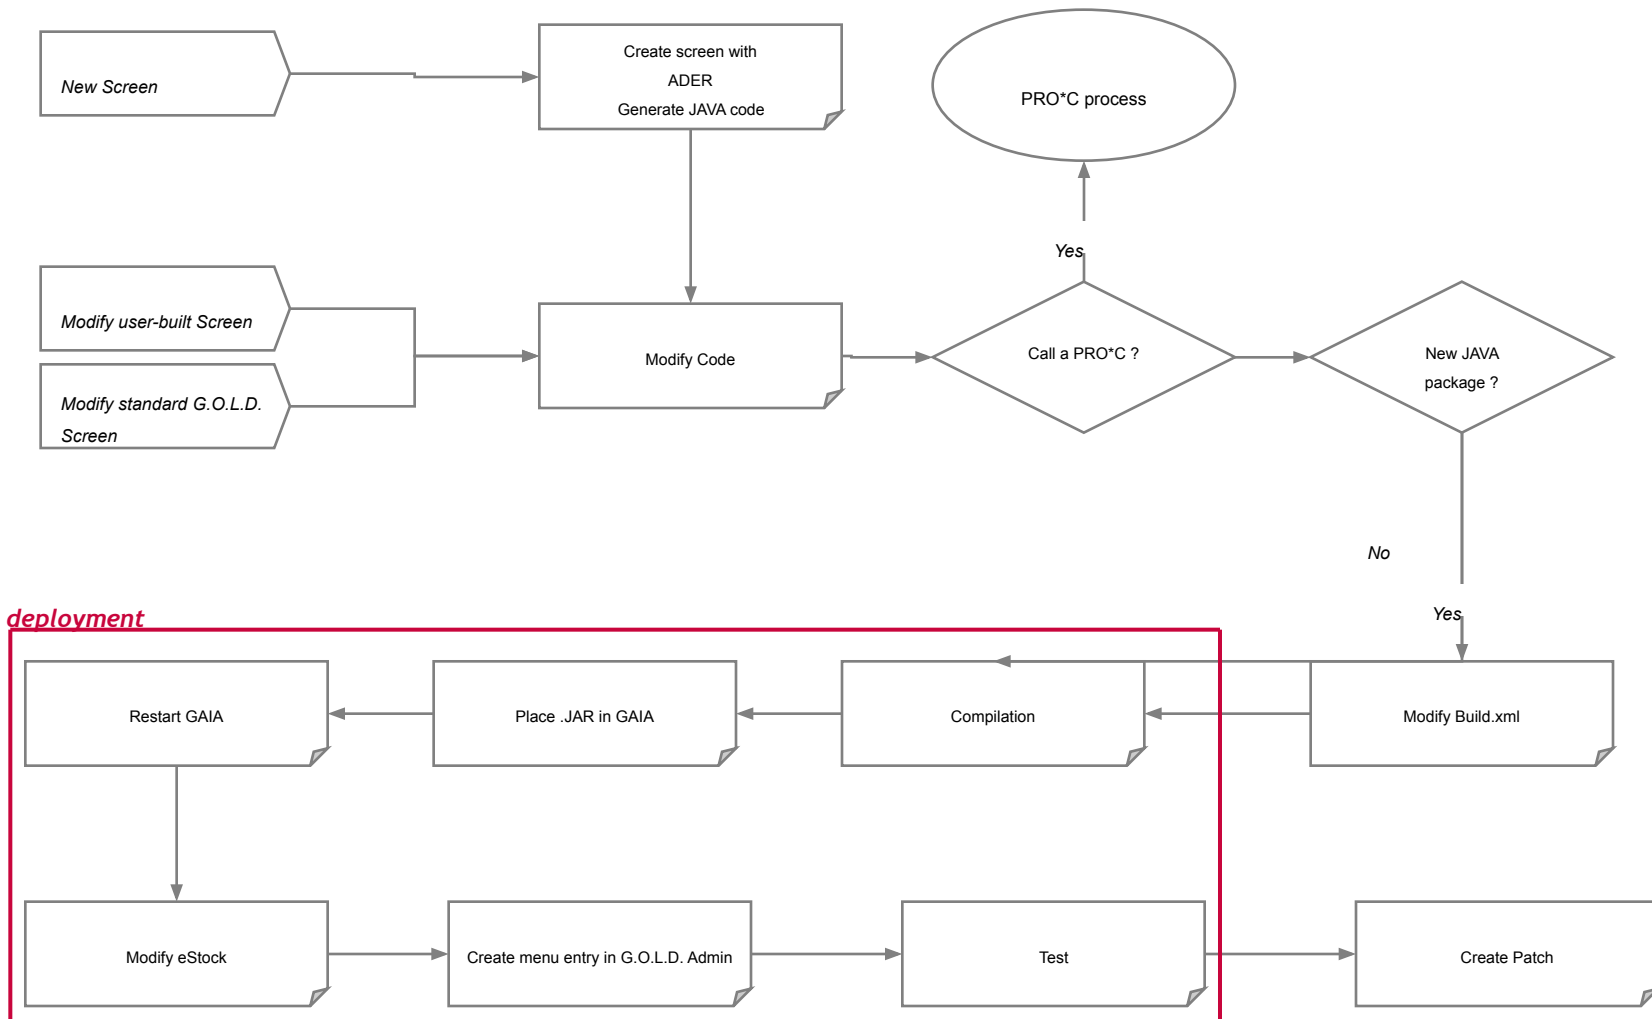 New Screen
Create screen with
ADER
Generate JAVA code
PRO*C process
Yes
Modify user-built Screen
Modify standard G.O.L.D.
Screen
Modify Code
Call a PRO*C ?
New JAVA
package ?
No
Yes
deployment
Restart GAIA
Place .JAR in GAIA
Compilation
Modify Build.xml
Modify eStock
Create menu entry in G.O.L.D. Admin
Test
Create Patch